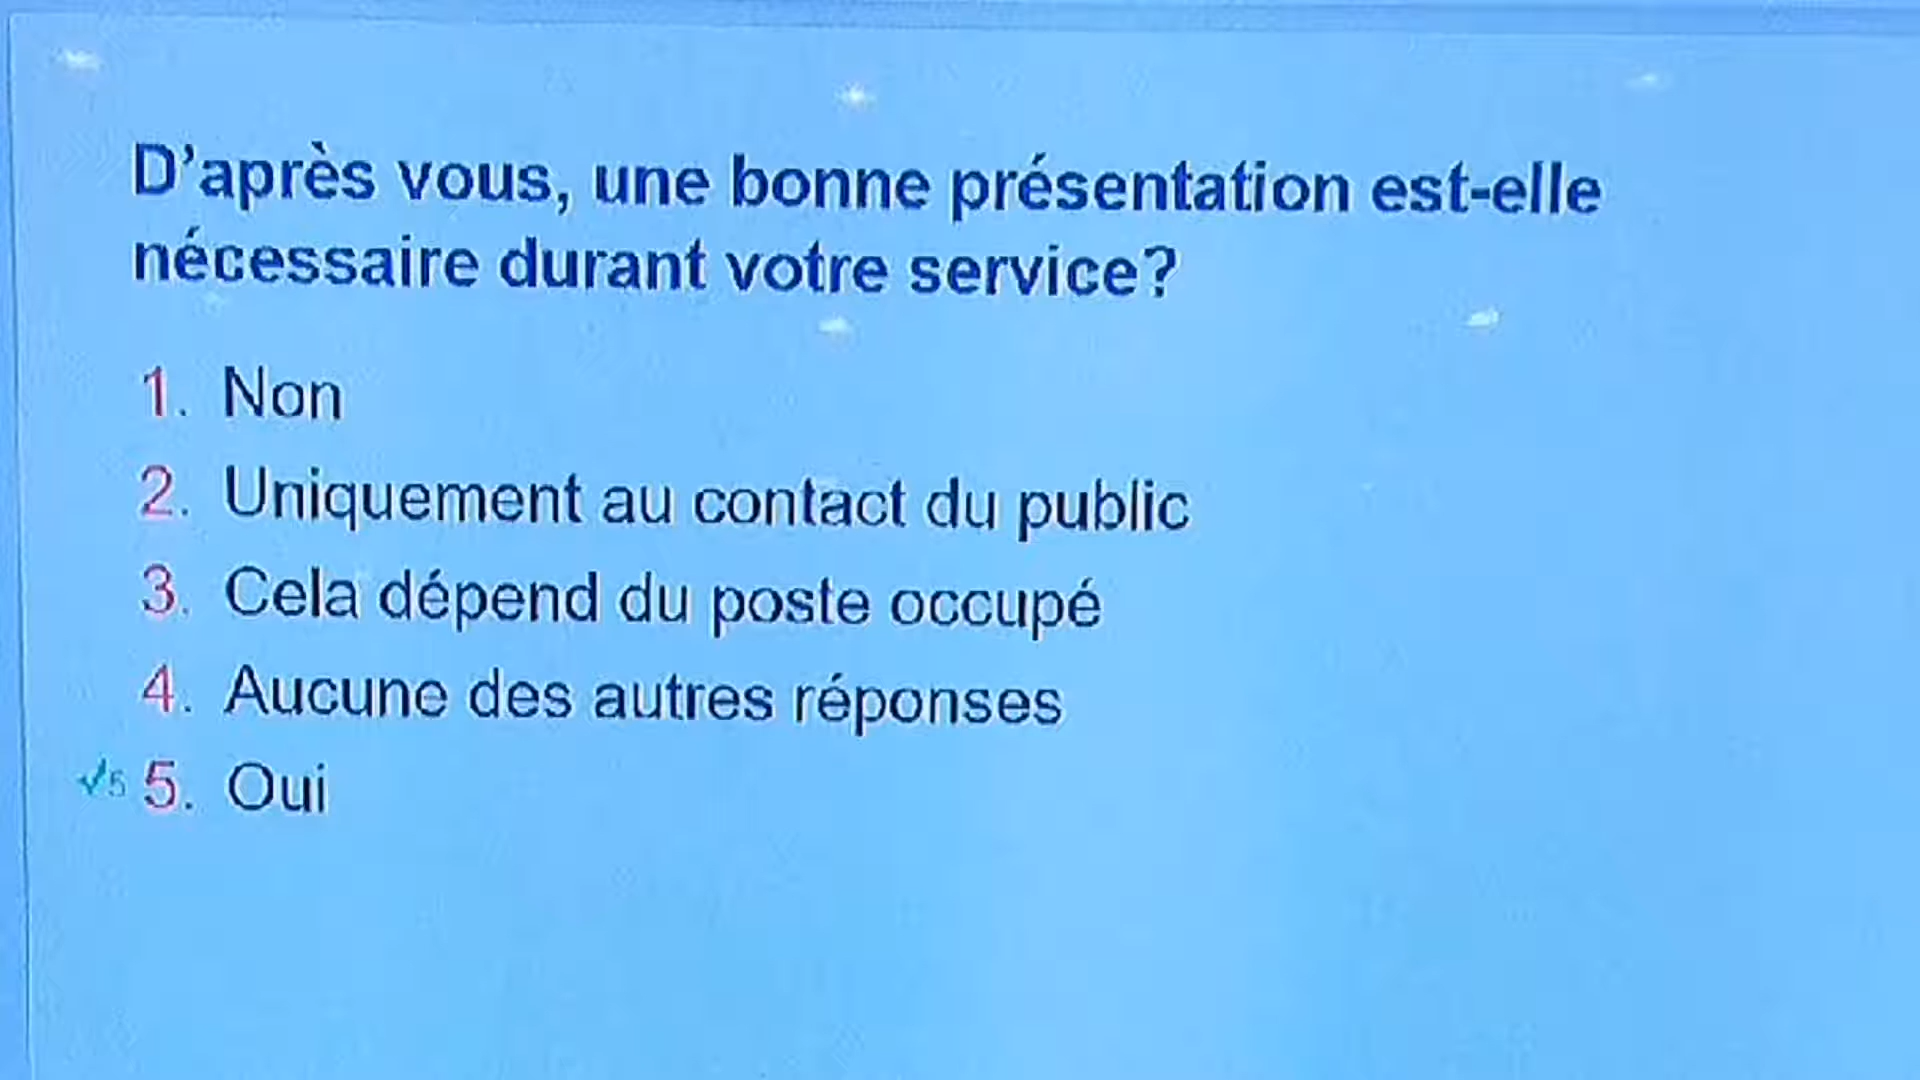 D'après vous, une bonne présentation est-elle
nécessaire durant votre service?
1. Non
2. Uniquement au contact du public
3. Cela dépend du poste occupé
4. Aucune des autres réponses
√5 5. Oui